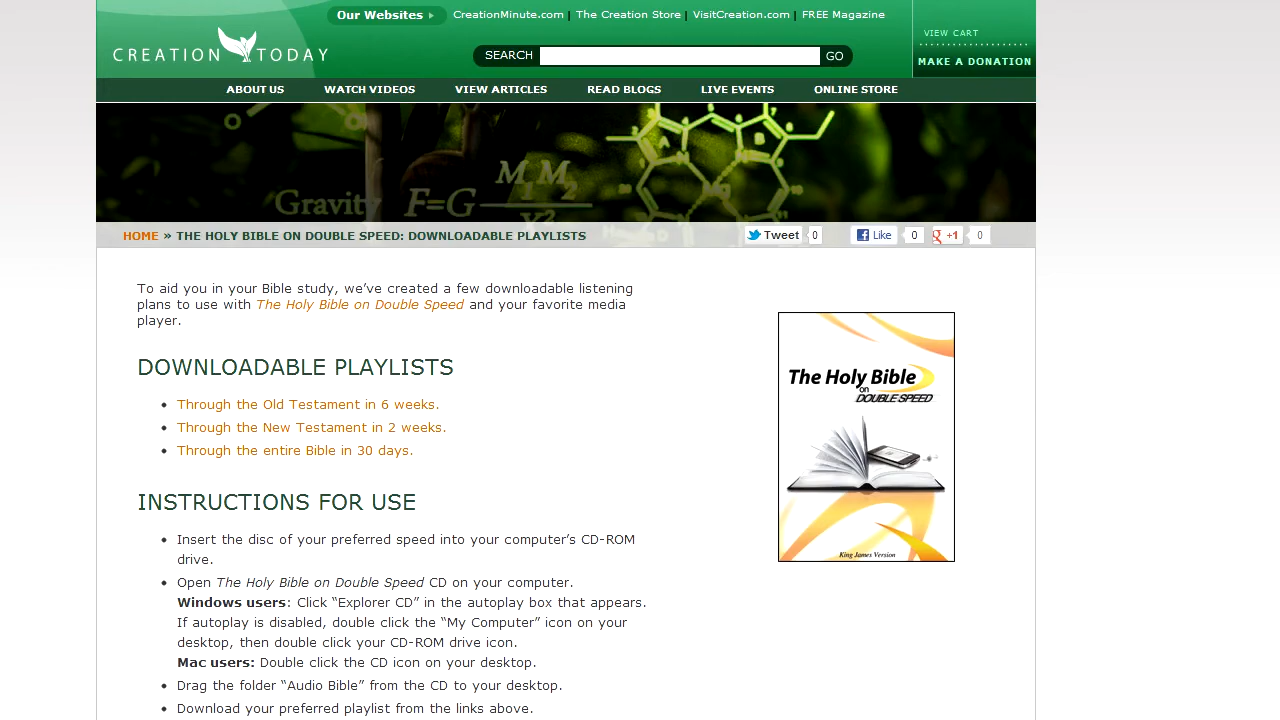 Our Websites
CreationMinute.com | The Creation Store | VisitCreation.com | FREE Magazine
VIEW CART
CREATION TODAY
SEARCH
GO
MAKE A DONATION
ABOUT US WATCH VIDEOS VIEW ARTICLES READ BLOGS LIVE EVENTS ONLINE STORE
A B
N N
Mg
Gravity F=G M₁M₂
HOME » THE HOLY BIBLE ON DOUBLE SPEED: DOWNLOADABLE PLAYLISTS
Tweet 0 Like 0 +1 0
To aid you in your Bible study, we’ve created a few downloadable listening
plans to use with The Holy Bible on Double Speed and your favorite media
player.
DOWNLOADABLE PLAYLISTS
• Through the Old Testament in 6 weeks.
• Through the New Testament in 2 weeks.
• Through the entire Bible in 30 days.
The Holy Bible
on
DOUBLE SPEED
King James Version
INSTRUCTIONS FOR USE
• Insert the disc of your preferred speed into your computer’s CD-ROM
drive.
• Open The Holy Bible on Double Speed CD on your computer.
Windows users: Click “Explorer CD” in the autoplay box that appears.
If autoplay is disabled, double click the “My Computer” icon on your
desktop, then double click your CD-ROM drive icon.
Mac users: Double click the CD icon on your desktop.
• Drag the folder “Audio Bible” from the CD to your desktop.
• Download your preferred playlist from the links above.